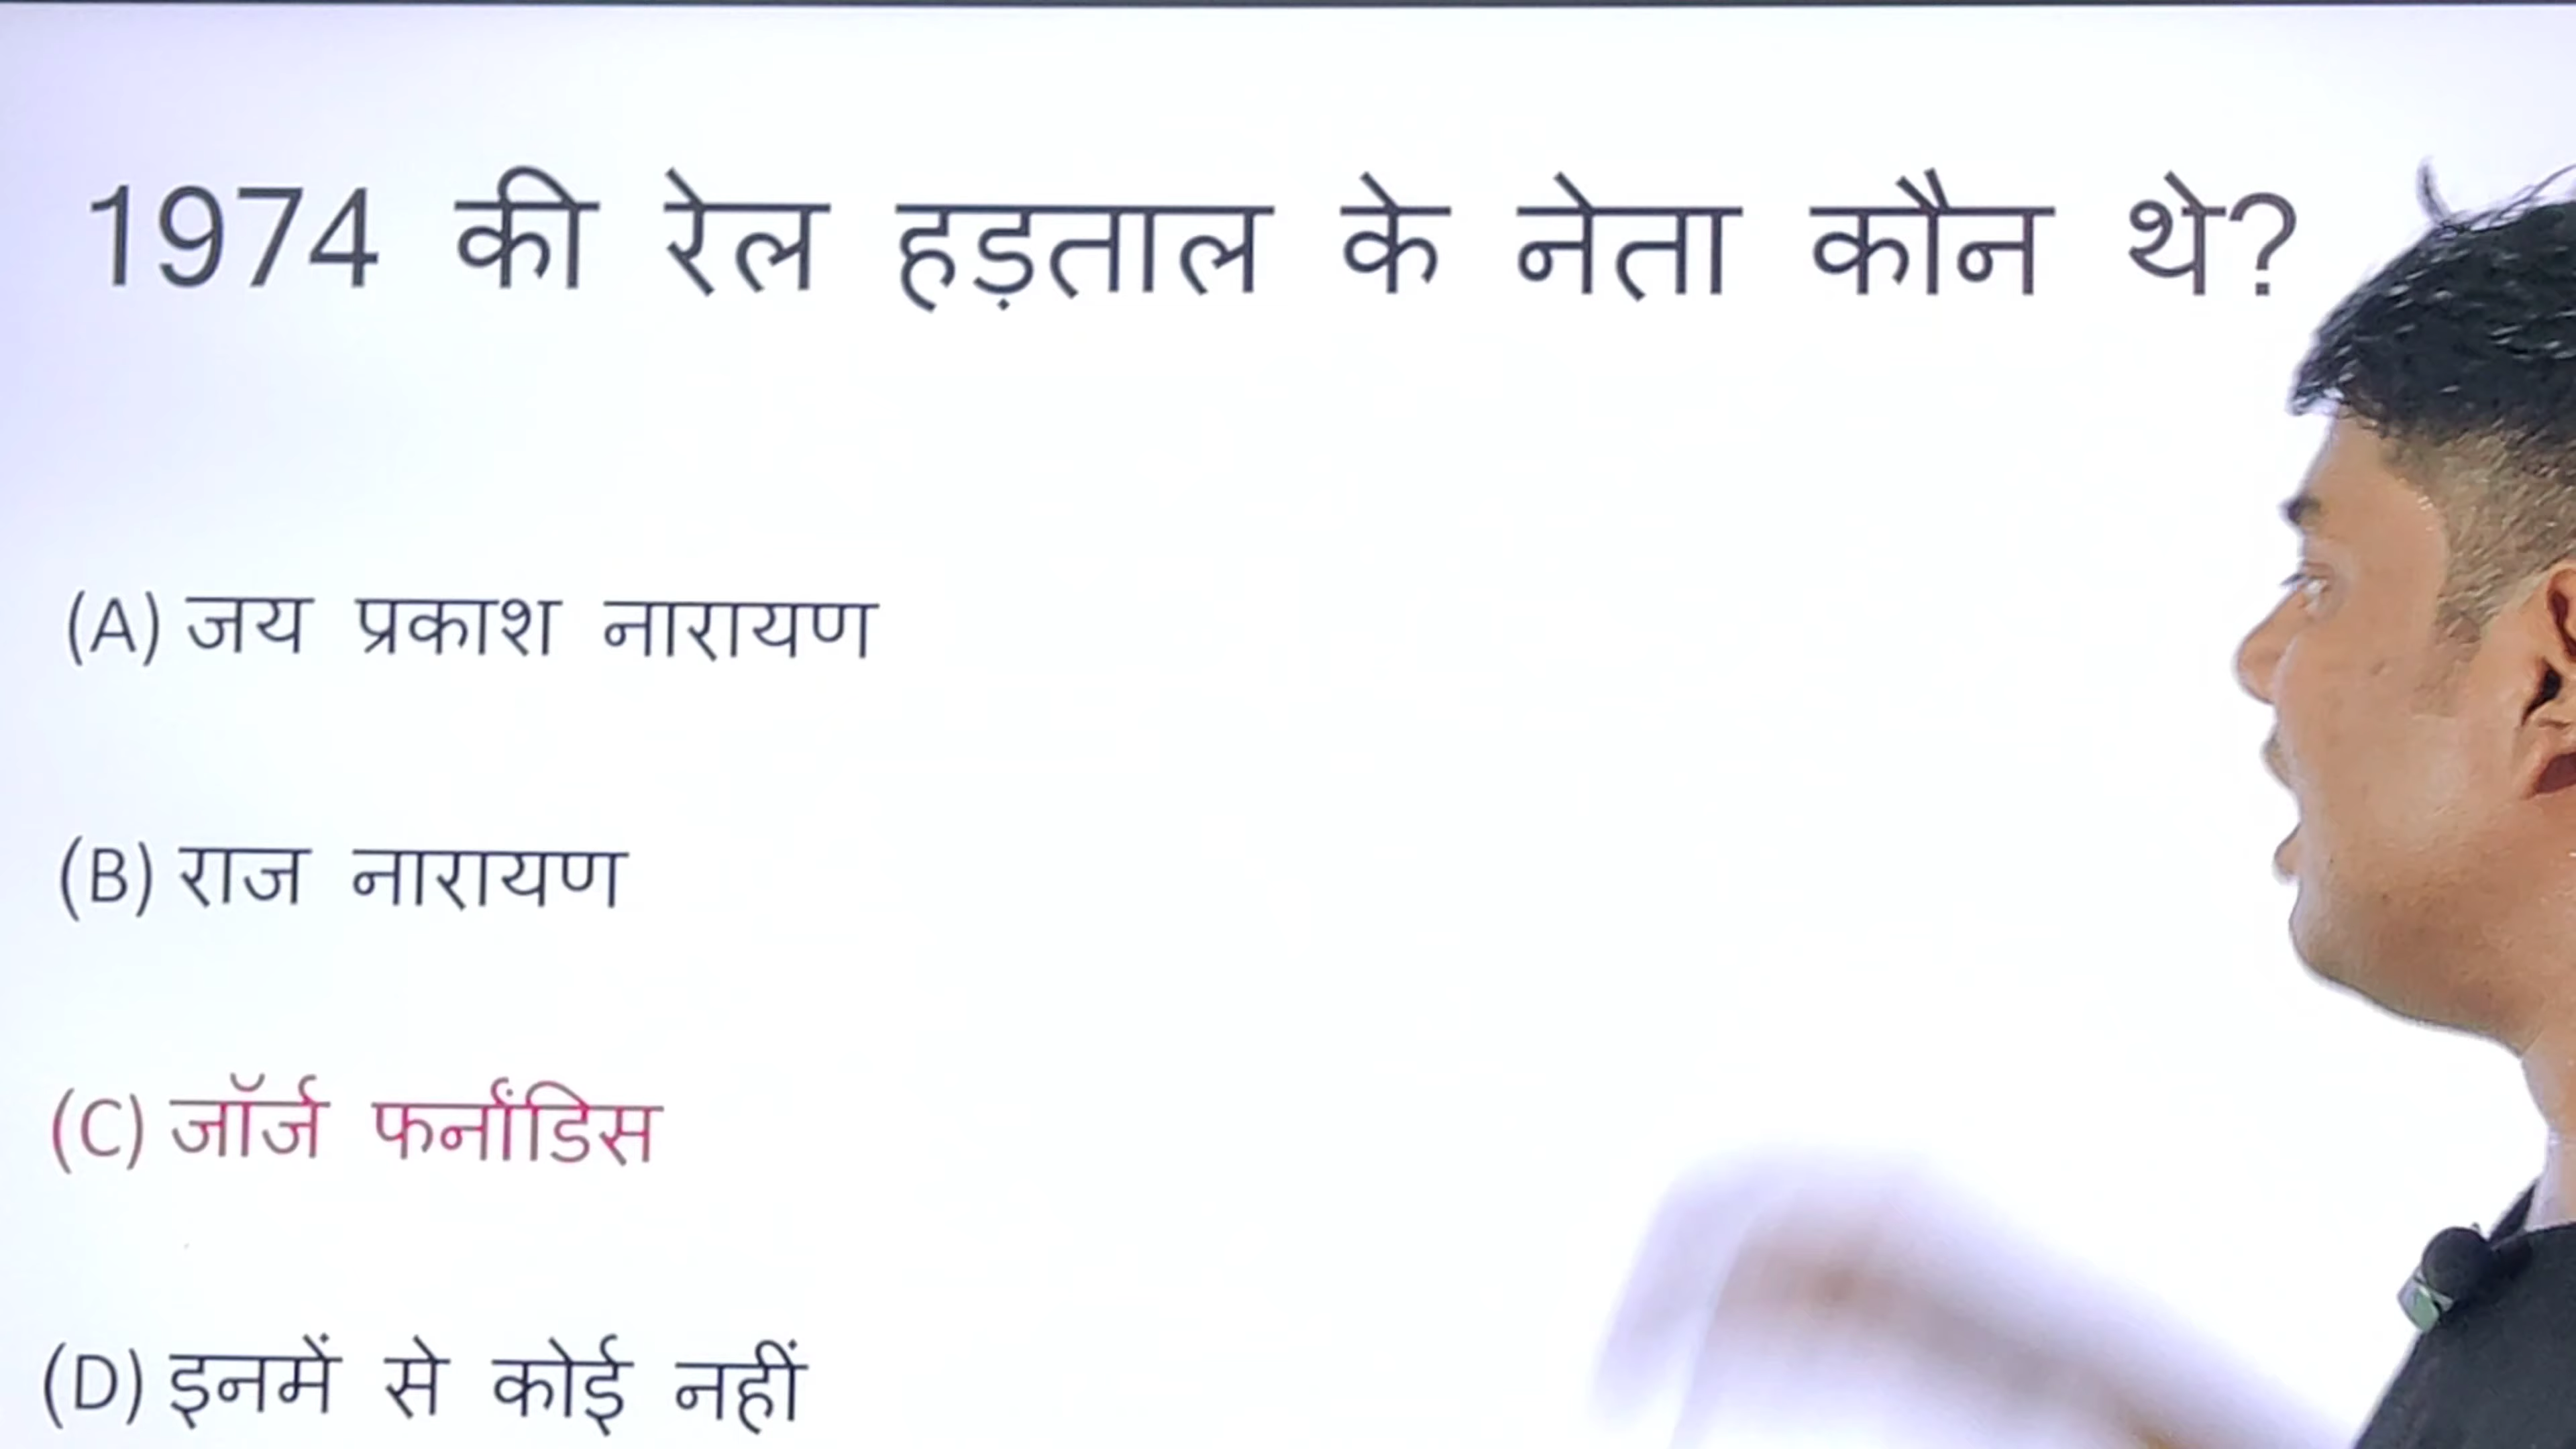 1974 की रेल हड़ताल के नेता कौन थे?
(A) जय प्रकाश नारायण
(B) राज नारायण
(C) जॉर्ज फर्नांडिस
(D) इनमें से कोई नहीं